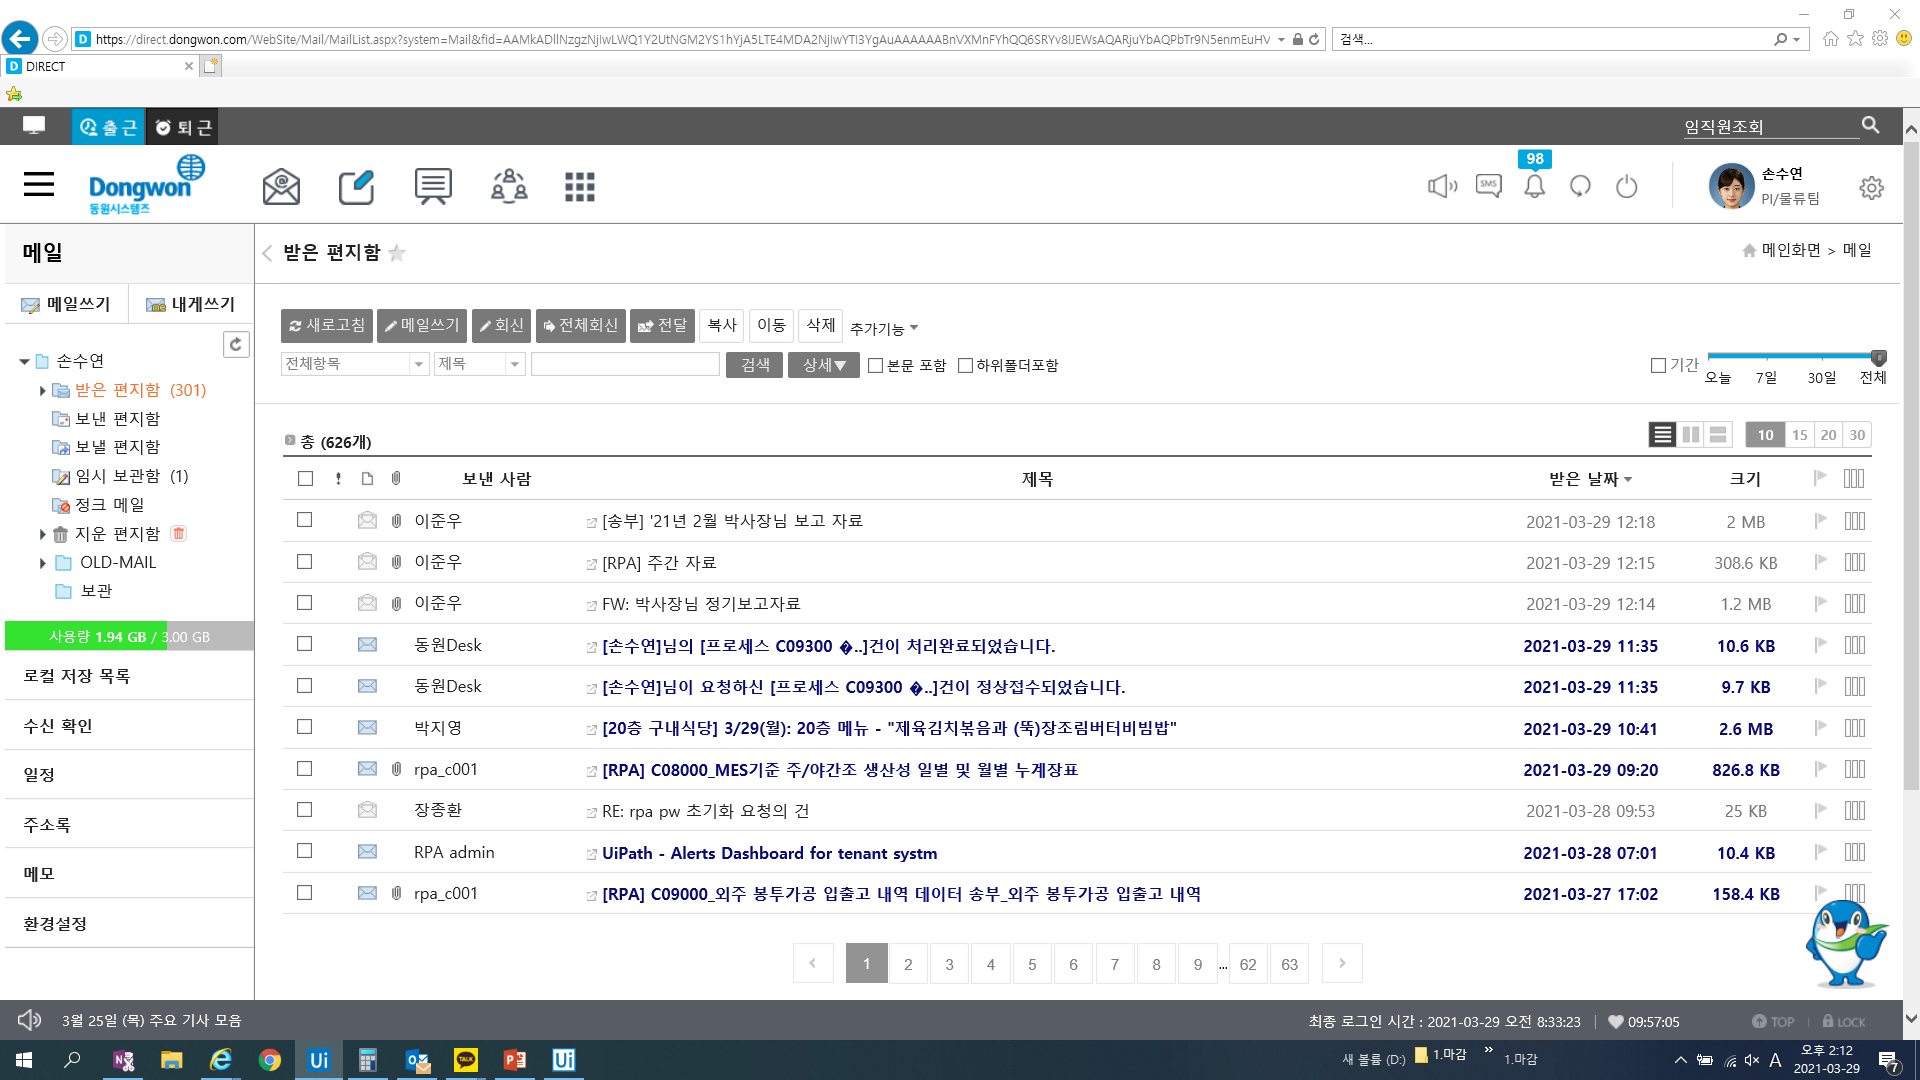 https://direct.dongwon.com/WebSite/Mail/MailList.aspx?system=Mail&fid=
검색...
DIRECT
출근 퇴근
임직원조회
Dongwon
동원시스템즈
SMS
98
손수연
PI/물류팀
메일
메일쓰기 내게쓰기
손수연
받은 편지함 (301)
보낸 편지함
보낼 편지함
임시 보관함 (1)
정크 메일
지운 편지함
OLD-MAIL
보관
사용량 1.94 GB / 3.00 GB
로컬 저장 목록
수신 확인
일정
주소록
메모
환경설정
받은 편지함
메인화면 > 메일
새로고침 메일쓰기 회신 전체회신 전달 복사 이동 삭제 추가기능
전체항목 제목 검색 상세▼ 본문 포함 하위폴더포함
기간 오늘 7일 30일 전체
총 (626개)
10 15 20 30
보낸 사람 제목 받은 날짜 크기
이준우 [송부] '21년 2월 박사장님 보고 자료 2021-03-29 12:18 2 MB
이준우 [RPA] 주간 자료 2021-03-29 12:15 308.6 KB
이준우 FW: 박사장님 정기보고자료 2021-03-29 12:14 1.2 MB
동원Desk [손수연]님의 [프로세스 C09300 �..]건이 처리완료되었습니다. 2021-03-29 11:35 10.6 KB
동원Desk [손수연]님이 요청하신 [프로세스 C09300 �..]건이 정상접수되었습니다. 2021-03-29 11:35 9.7 KB
박지영 [20층 구내식당] 3/29(월): 20층 메뉴 - "제육김치볶음과 (뚝)장조림버터비빔밥" 2021-03-29 10:41 2.6 MB
rpa_c001 [RPA] C08000_MES기준 주/야간조 생산성 일별 및 월별 누계장표 2021-03-29 09:20 826.8 KB
장종환 RE: rpa pw 초기화 요청의 건 2021-03-28 09:53 25 KB
RPA admin UiPath - Alerts Dashboard for tenant systm 2021-03-28 07:01 10.4 KB
rpa_c001 [RPA] C09000_외주 봉투가공 입출고 내역 데이터 송부_외주 봉투가공 입출고 내역 2021-03-27 17:02 158.4 KB
1 2 3 4 5 6 7 8 9 ... 62 63
3월 25일 (목) 주요 기사 모음
최종 로그인 시간 : 2021-03-29 오전 8:33:23 | 09:57:05
TOP | LOCK
새 볼륨 (D:) 1.마감 » 1.마감
A
오후 2:12
2021-03-29
7